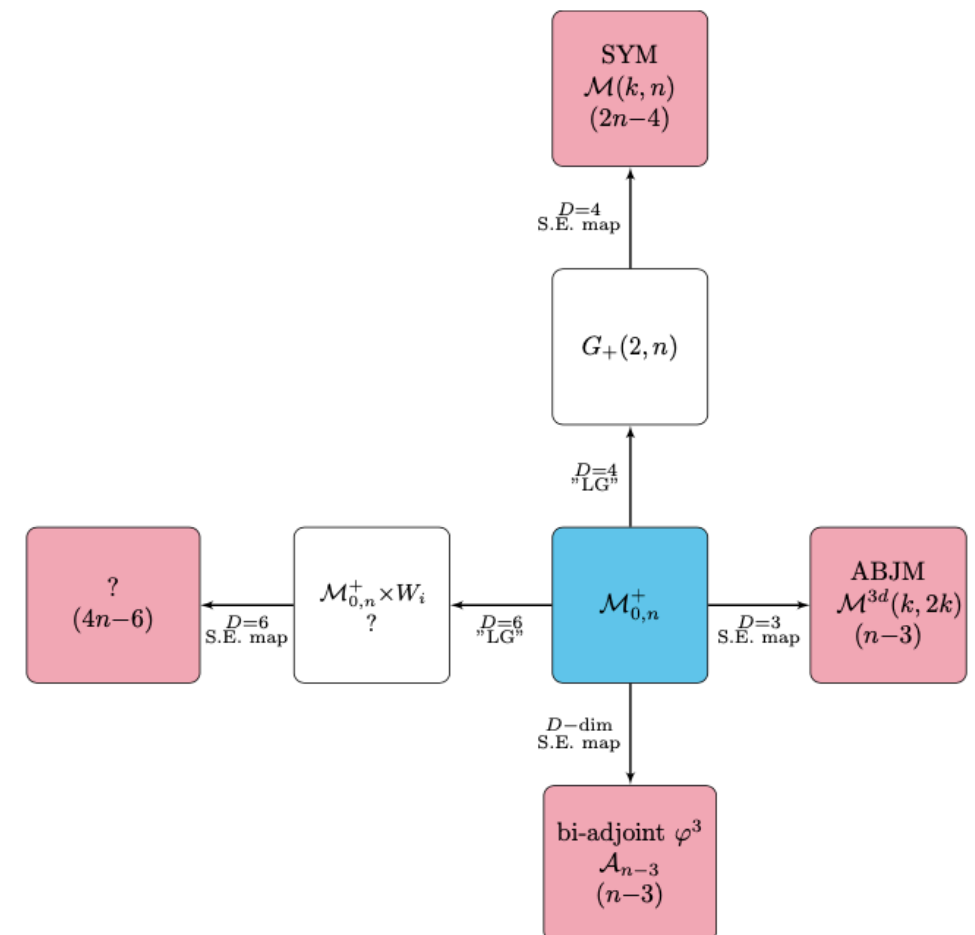 SYM
ℳ(k, n)
(2n−4)
D=4
S.E. map
G₊(2, n)
D=4
"LG"
?
(4n−6)
D=6
S.E. map
ℳ⁺₀,ₙ×Wᵢ
?
D=6
"LG"
ℳ⁺₀,ₙ
D=3
S.E. map
ABJM
ℳ³ᵈ(k, 2k)
(n−3)
D−dim
S.E. map
bi-adjoint φ³
𝒜ₙ₋₃
(n−3)